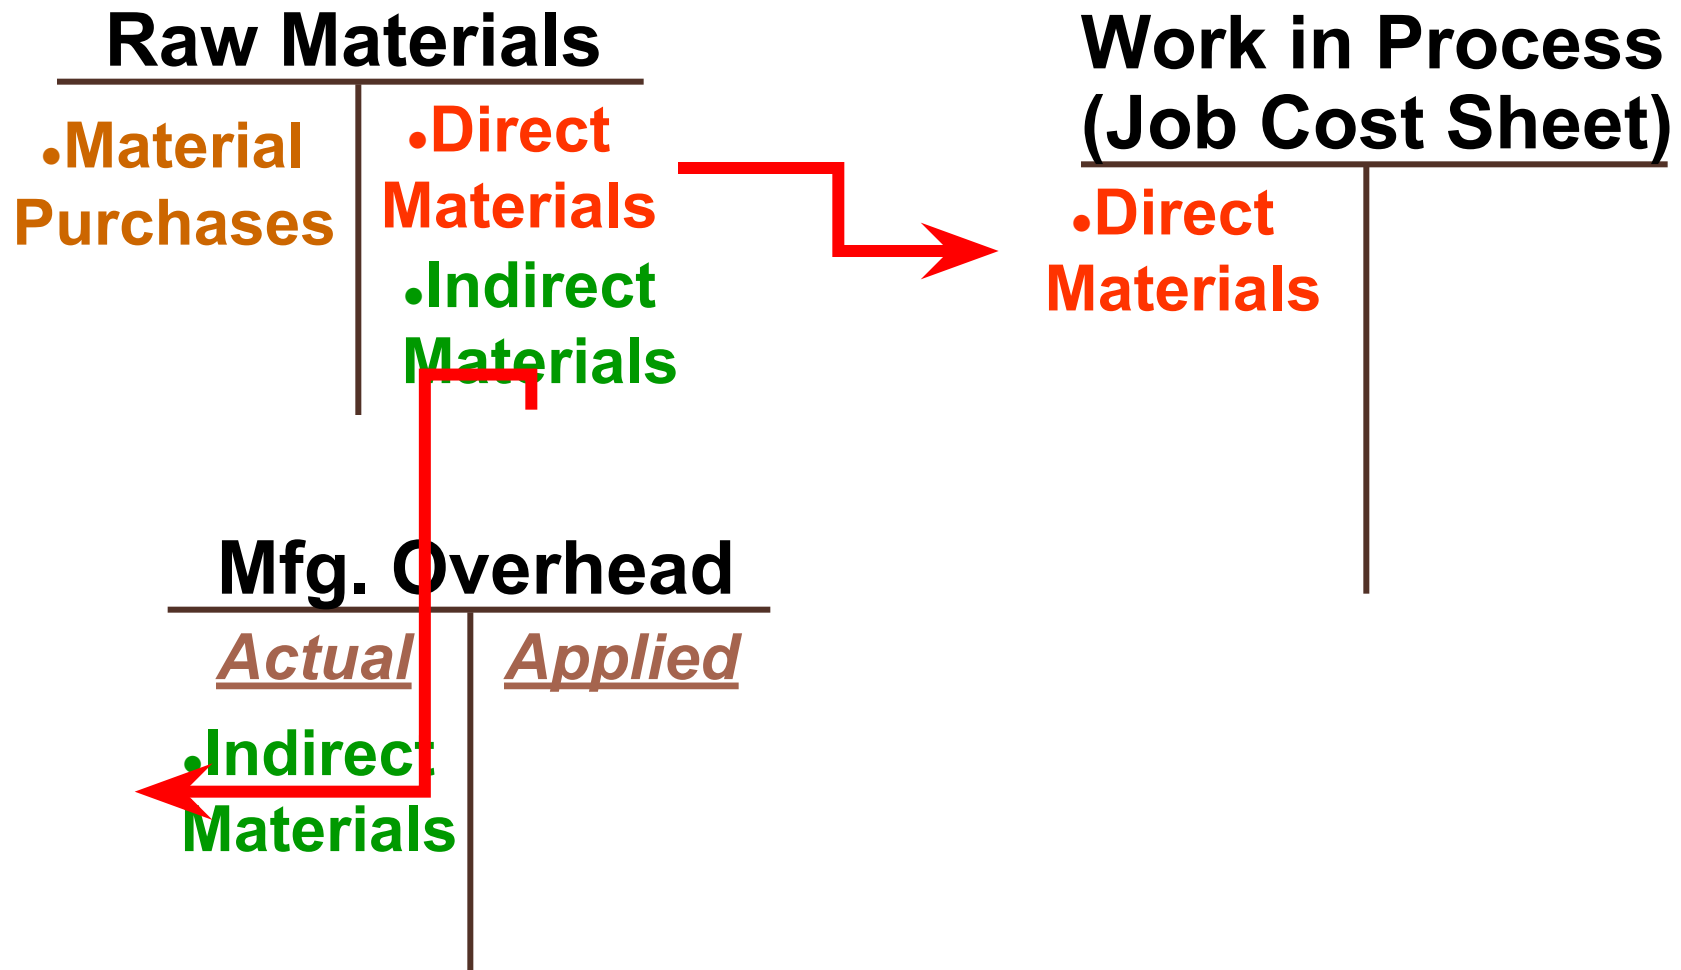 Raw Materials
•Material
Purchases
•Direct
Materials
•Indirect
Materials
Work in Process
(Job Cost Sheet)
•Direct
Materials
Mfg. Overhead
Actual
Applied
•Indirect
Materials